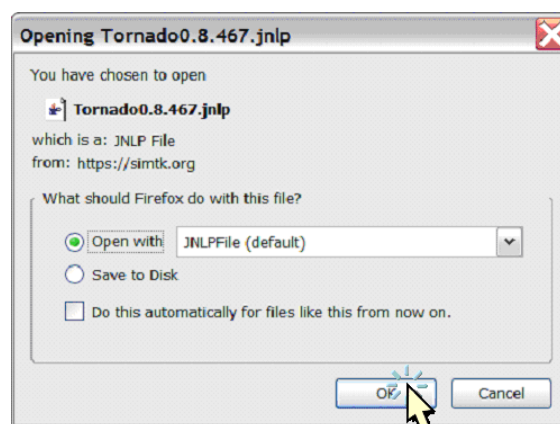 Opening Tornado0.8.467.jnlp
You have chosen to open
Tornado0.8.467.jnlp
which is a: JNLP File
from: https://simtk.org
What should Firefox do with this file?
Open with JNLPFile (default)
Save to Disk
Do this automatically for files like this from now on.
OK Cancel